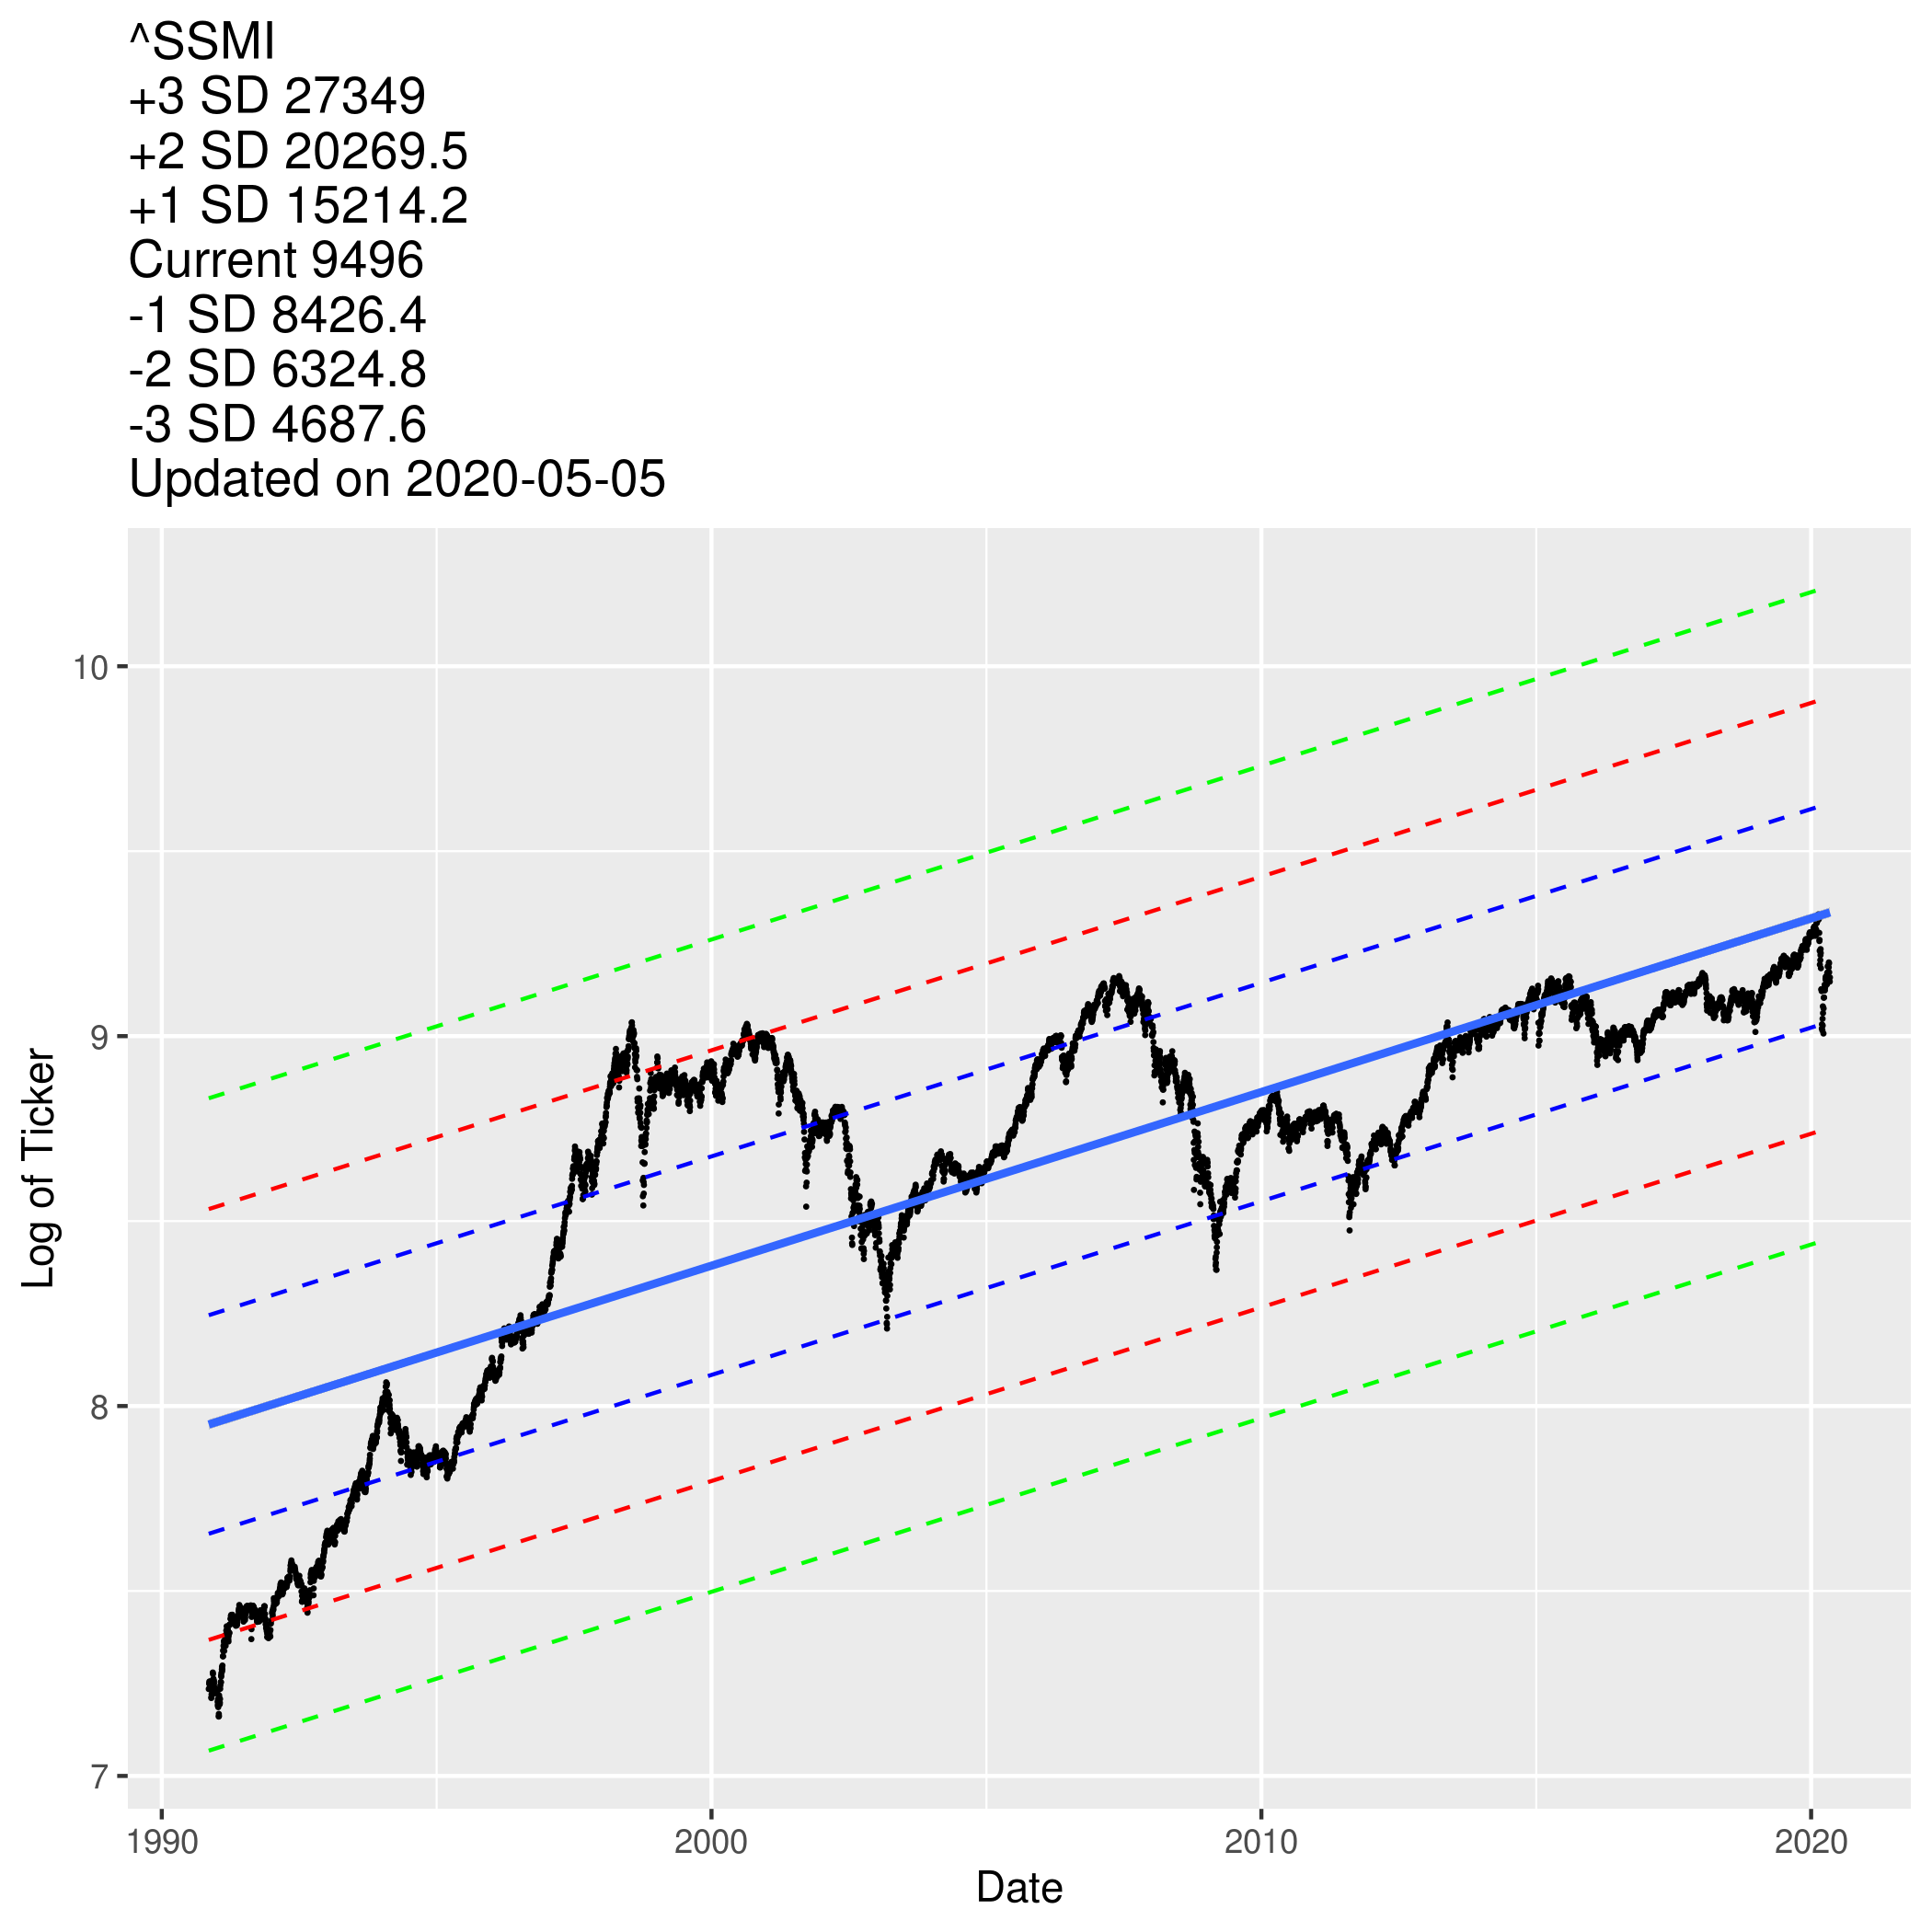 ^SSMI
+3 SD 27349
+2 SD 20269.5
+1 SD 15214.2
Current 9496
-1 SD 8426.4
-2 SD 6324.8
-3 SD 4687.6
Updated on 2020-05-05
10
9
8
7
Log of Ticker
1990 2000 2010 2020
Date